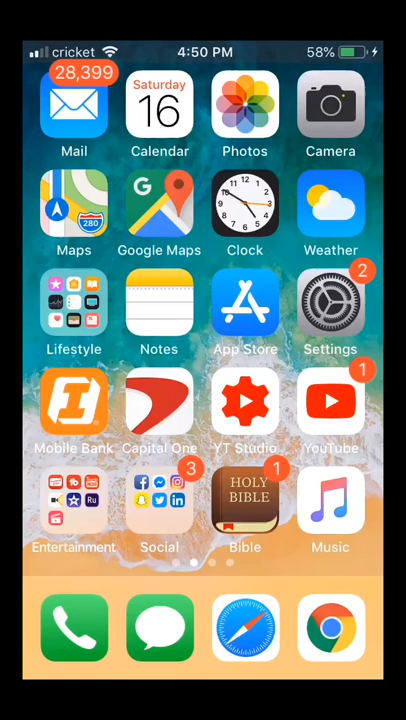 cricket 4:50 PM 58%
28,399
Saturday
16
Mail Calendar Photos Camera
G 280
Maps Google Maps Clock Weather
2
Lifestyle Notes App Store Settings
1
Mobile Bank Capital One YT Studio YouTube
3 1
HOLY
BIBLE
Entertainment Social Bible Music